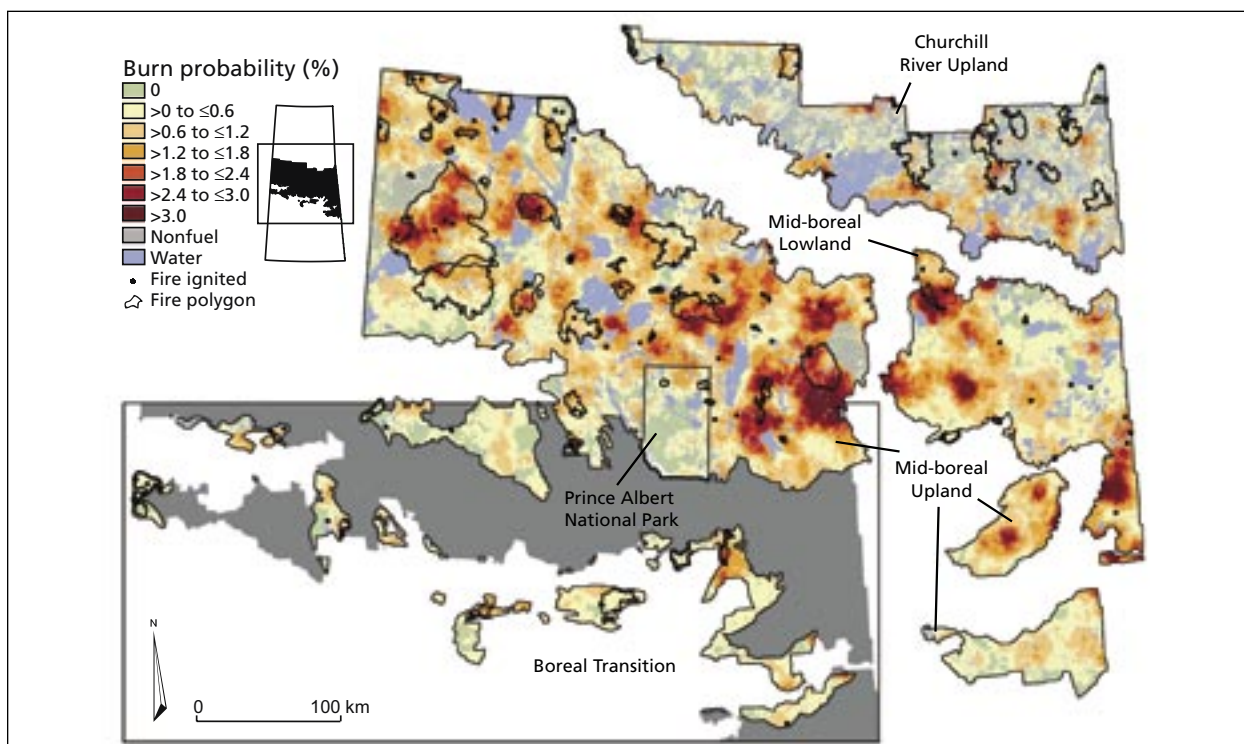 Burn probability (%)
0
>0 to ≤0.6
>0.6 to ≤1.2
>1.2 to ≤1.8
>1.8 to ≤2.4
>2.4 to ≤3.0
>3.0
Nonfuel
Water
Fire ignited
Fire polygon
Churchill
River Upland
Mid-boreal
Lowland
Mid-boreal
Upland
Prince Albert
National Park
Boreal Transition
N
0 100 km